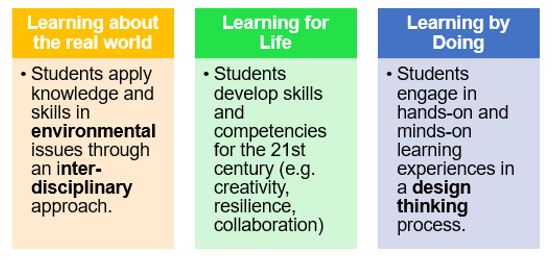 Learning about
the real world
• Students apply
knowledge and
skills in
environmental
issues through
an inter-
disciplinary
approach.
Learning for
Life
• Students
develop skills
and
competencies
for the 21st
century (e.g.
creativity,
resilience,
collaboration)
Learning by
Doing
• Students
engage in
hands-on and
minds-on
learning
experiences in
a design
thinking
process.